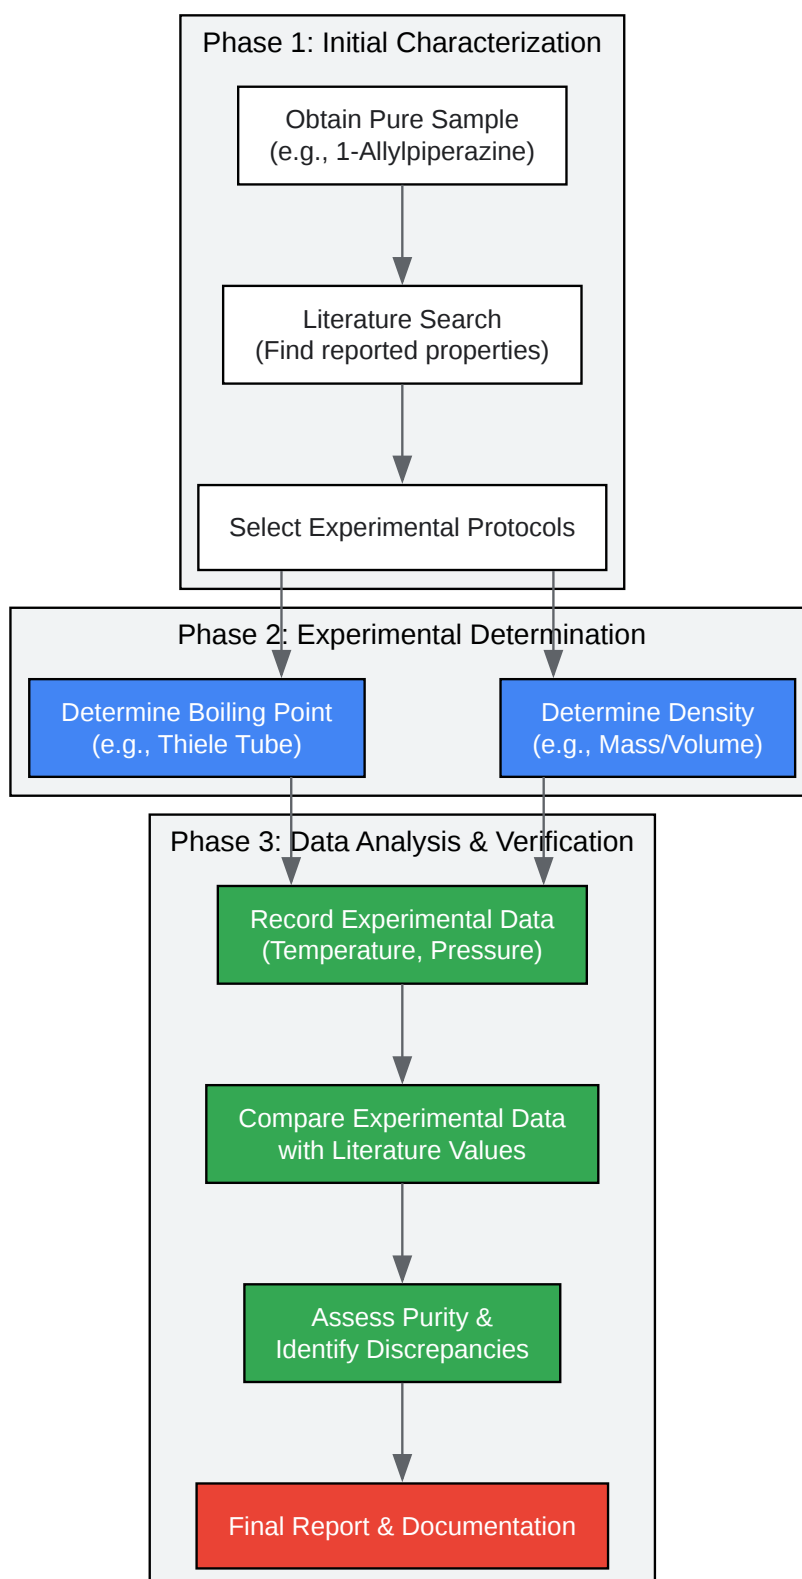 Phase 1: Initial Characterization
Obtain Pure Sample
(e.g., 1-Allylpiperazine)
Literature Search
(Find reported properties)
Select Experimental Protocols
Phase 2: Experimental Determination
Determine Boiling Point
(e.g., Thiele Tube)
Determine Density
(e.g., Mass/Volume)
Phase 3: Data Analysis & Verification
Record Experimental Data
(Temperature, Pressure)
Compare Experimental Data
with Literature Values
Assess Purity &
Identify Discrepancies
Final Report & Documentation